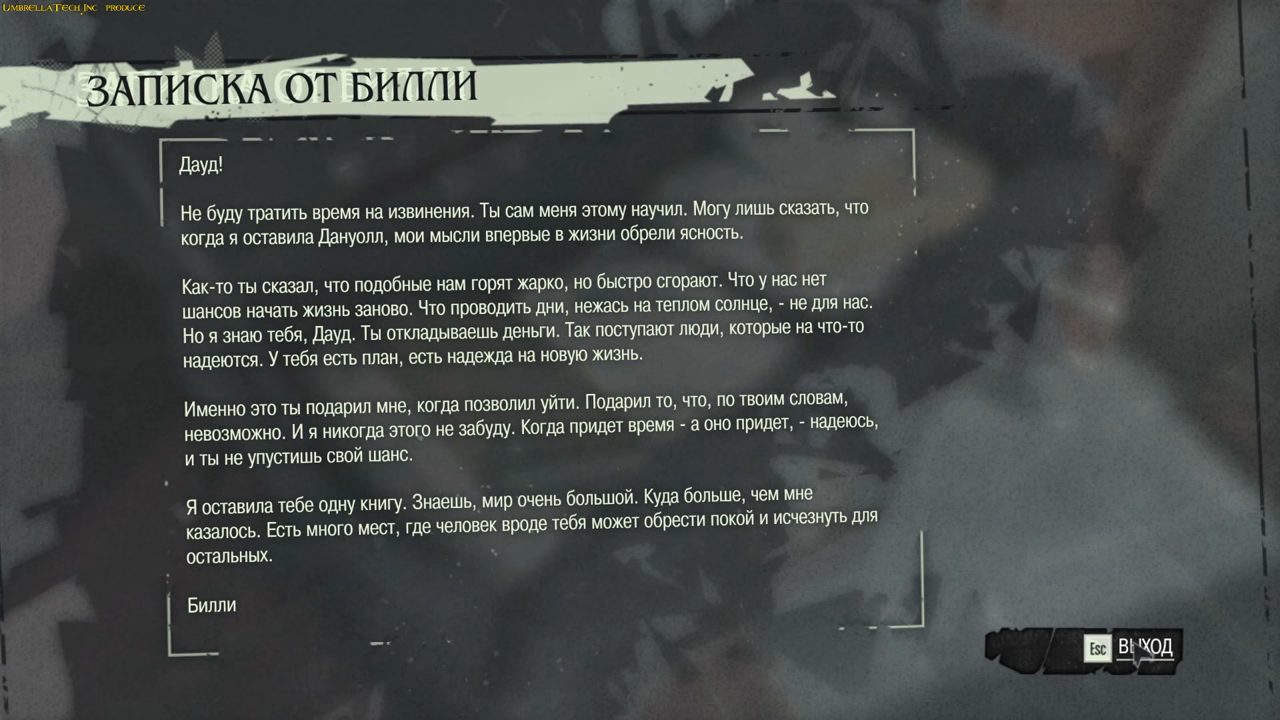 UmbrellaTech Inc produce
ЗАПИСКА ОТ БИЛЛИ
Дауд!
Не буду тратить время на извинения. Ты сам меня этому научил. Могу лишь сказать, что
когда я оставила Дануолл, мои мысли впервые в жизни обрели ясность.
Как-то ты сказал, что подобные нам горят жарко, но быстро сгорают. Что у нас нет
шансов начать жизнь заново. Что проводить дни, нежась на теплом солнце, - не для нас.
Но я знаю тебя, Дауд. Ты откладываешь деньги. Так поступают люди, которые на что-то
надеются. У тебя есть план, есть надежда на новую жизнь.
Именно это ты подарил мне, когда позволил уйти. Подарил то, что, по твоим словам,
невозможно. И я никогда этого не забуду. Когда придет время - а оно придет, - надеюсь,
и ты не упустишь свой шанс.
Я оставила тебе одну книгу. Знаешь, мир очень большой. Куда больше, чем мне
казалось. Есть много мест, где человек вроде тебя может обрести покой и исчезнуть для
остальных.
Билли
Esc ВЫХОД